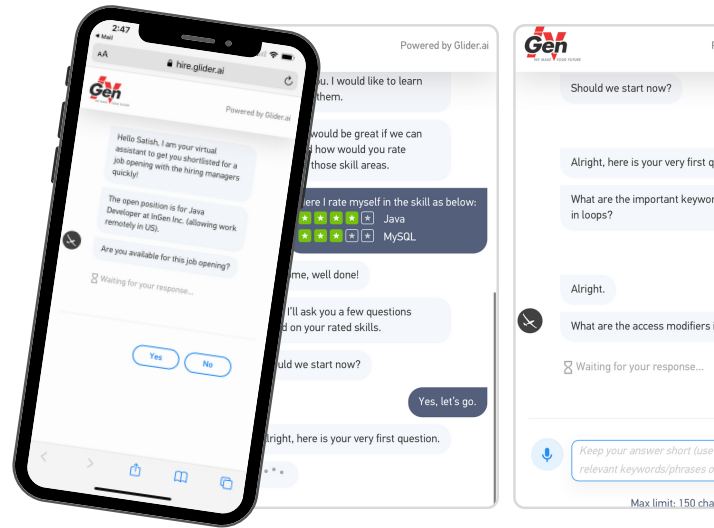 2:47
Mail
AA
hire.glider.ai
Gen
Powered by Glider.ai
Hello Satish, I am your virtual
assistant to get you shortlisted for a
job opening with the hiring managers
quickly!
The open position is for Java
Developer at InGen Inc. (allowing work
remotely in US).
Are you available for this job opening?
Waiting for your response...
Yes
No
Powered by Glider.ai
u. I would like to learn
them.
would be great if we can
how would you rate
those skill areas.
ere I rate myself in the skill as below:
Java
MySQL
me, well done!
I'll ask you a few questions
d on your rated skills.
uld we start now?
Yes, let's go.
lright, here is your very first question.
Gen
WE MAKE YOUR FUTURE
Should we start now?
Alright, here is your very first q
What are the important keywor
in loops?
Alright.
What are the access modifiers i
Waiting for your response...
Keep your answer short (use
relevant keywords/phrases o
Max limit: 150 cha